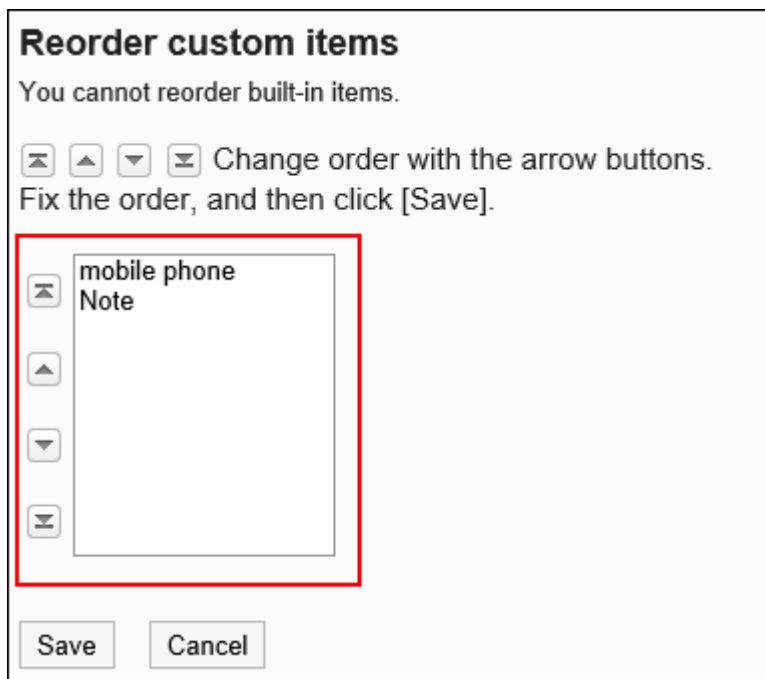 Reorder custom items
You cannot reorder built-in items.
Change order with the arrow buttons.
Fix the order, and then click [Save].
mobile phone
Note
Save
Cancel